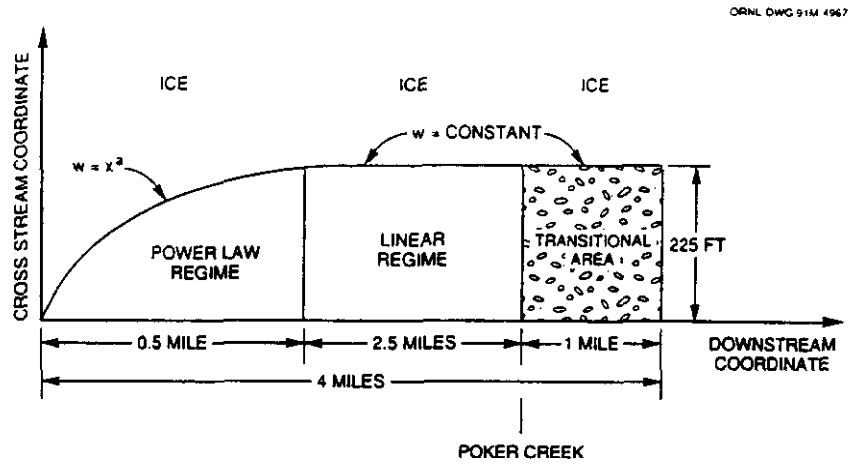 ORNL DWG 91M 4967
ICE
ICE
ICE
CROSS STREAM COORDINATE
w = CONSTANT
w = xᵃ
POWER LAW
REGIME
LINEAR
REGIME
TRANSITIONAL
AREA
225 FT
0.5 MILE
2.5 MILES
1 MILE
DOWNSTREAM
COORDINATE
4 MILES
POKER CREEK